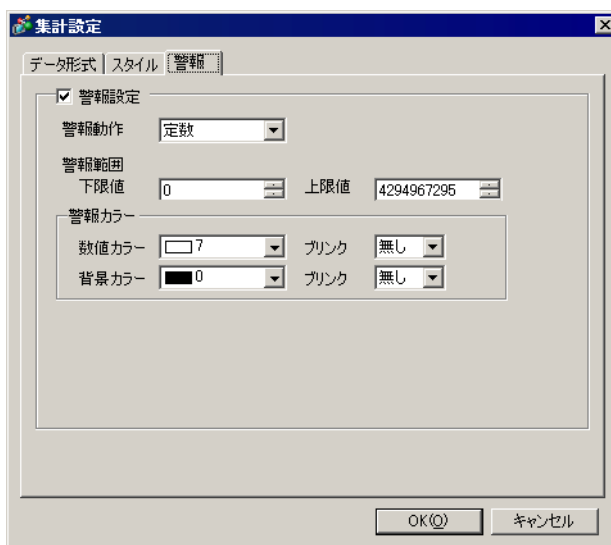 集計設定
データ形式 スタイル 警報
警報設定
警報動作 定数
警報範囲
下限値 0 上限値 4294967295
警報カラー
数値カラー 7 ブリンク 無し
背景カラー 0 ブリンク 無し
OK(O) キャンセル